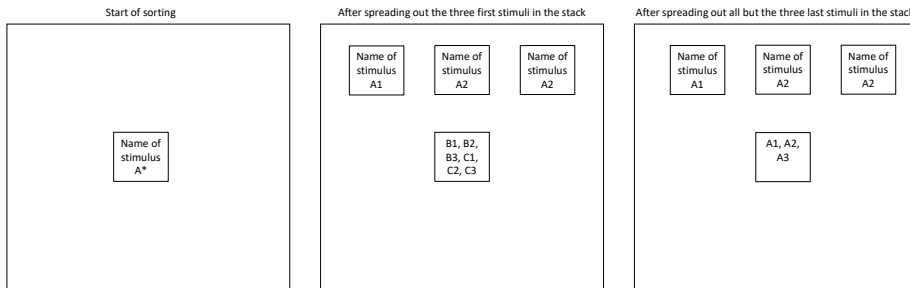 Start of sorting
Name of
stimulus
A*
After spreading out the three first stimuli in the stack
Name of
stimulus
A1
Name of
stimulus
A2
Name of
stimulus
A2
B1, B2,
B3, C1,
C2, C3
After spreading out all but the three last stimuli in the stack
Name of
stimulus
A1
Name of
stimulus
A2
Name of
stimulus
A2
A1, A2,
A3